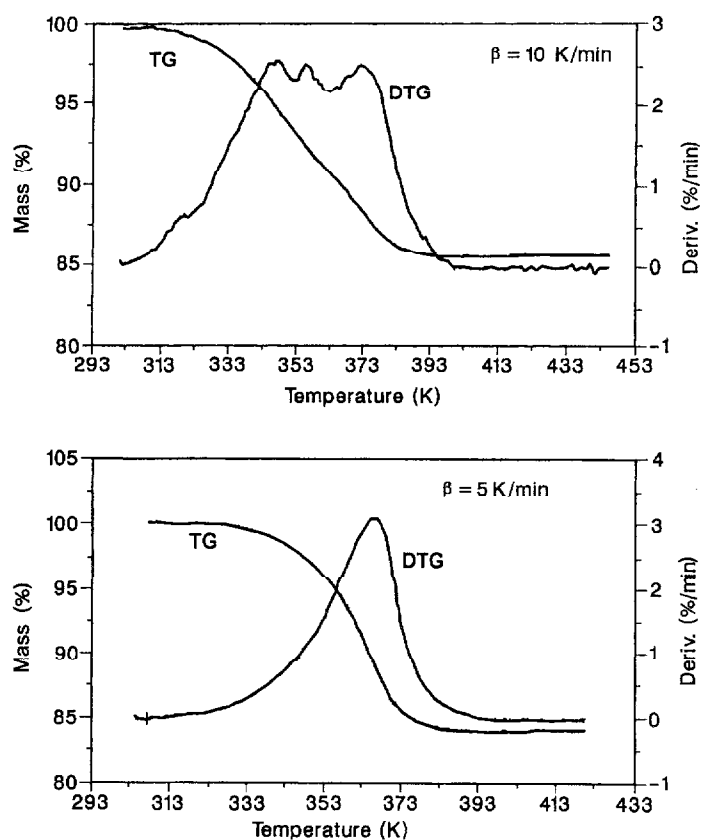 100
95
90
85
80
Mass (%)
TG
DTG
β = 10 K/min
3
2
1
0
-1
Deriv. (%/min)
293 313 333 353 373 393 413 433 453
Temperature (K)
105
100
95
90
85
80
Mass (%)
TG
DTG
β = 5 K/min
4
3
2
1
0
-1
Deriv. (%/min)
293 313 333 353 373 393 413 433
Temperature (K)